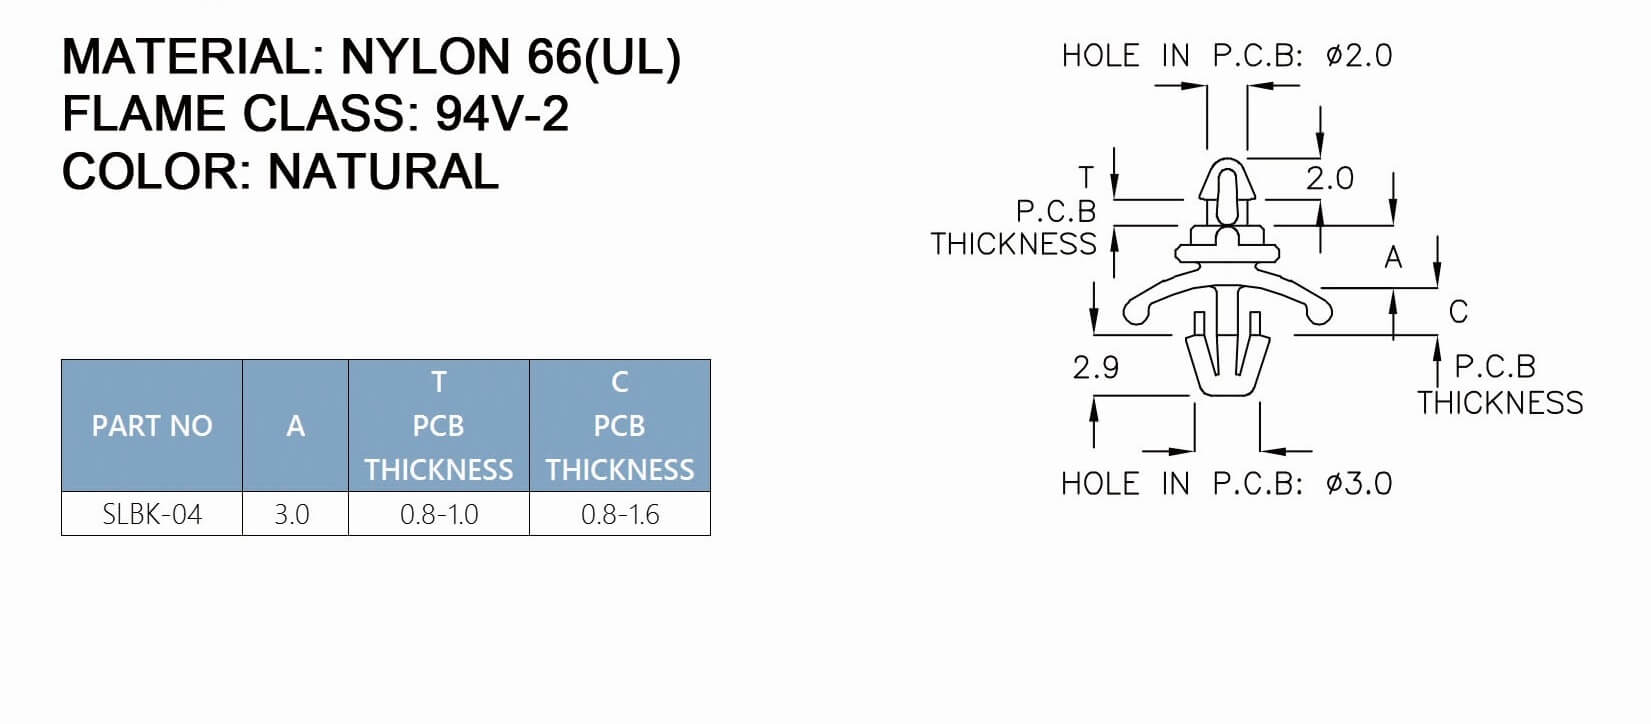 MATERIAL: NYLON 66(UL)
FLAME CLASS: 94V-2
COLOR: NATURAL
PART NO
A
T
PCB
THICKNESS
C
PCB
THICKNESS
SLBK-04
3.0
0.8-1.0
0.8-1.6
HOLE IN P.C.B: ø2.0
T
P.C.B
THICKNESS
2.0
A
C
P.C.B
THICKNESS
2.9
HOLE IN P.C.B: ø3.0